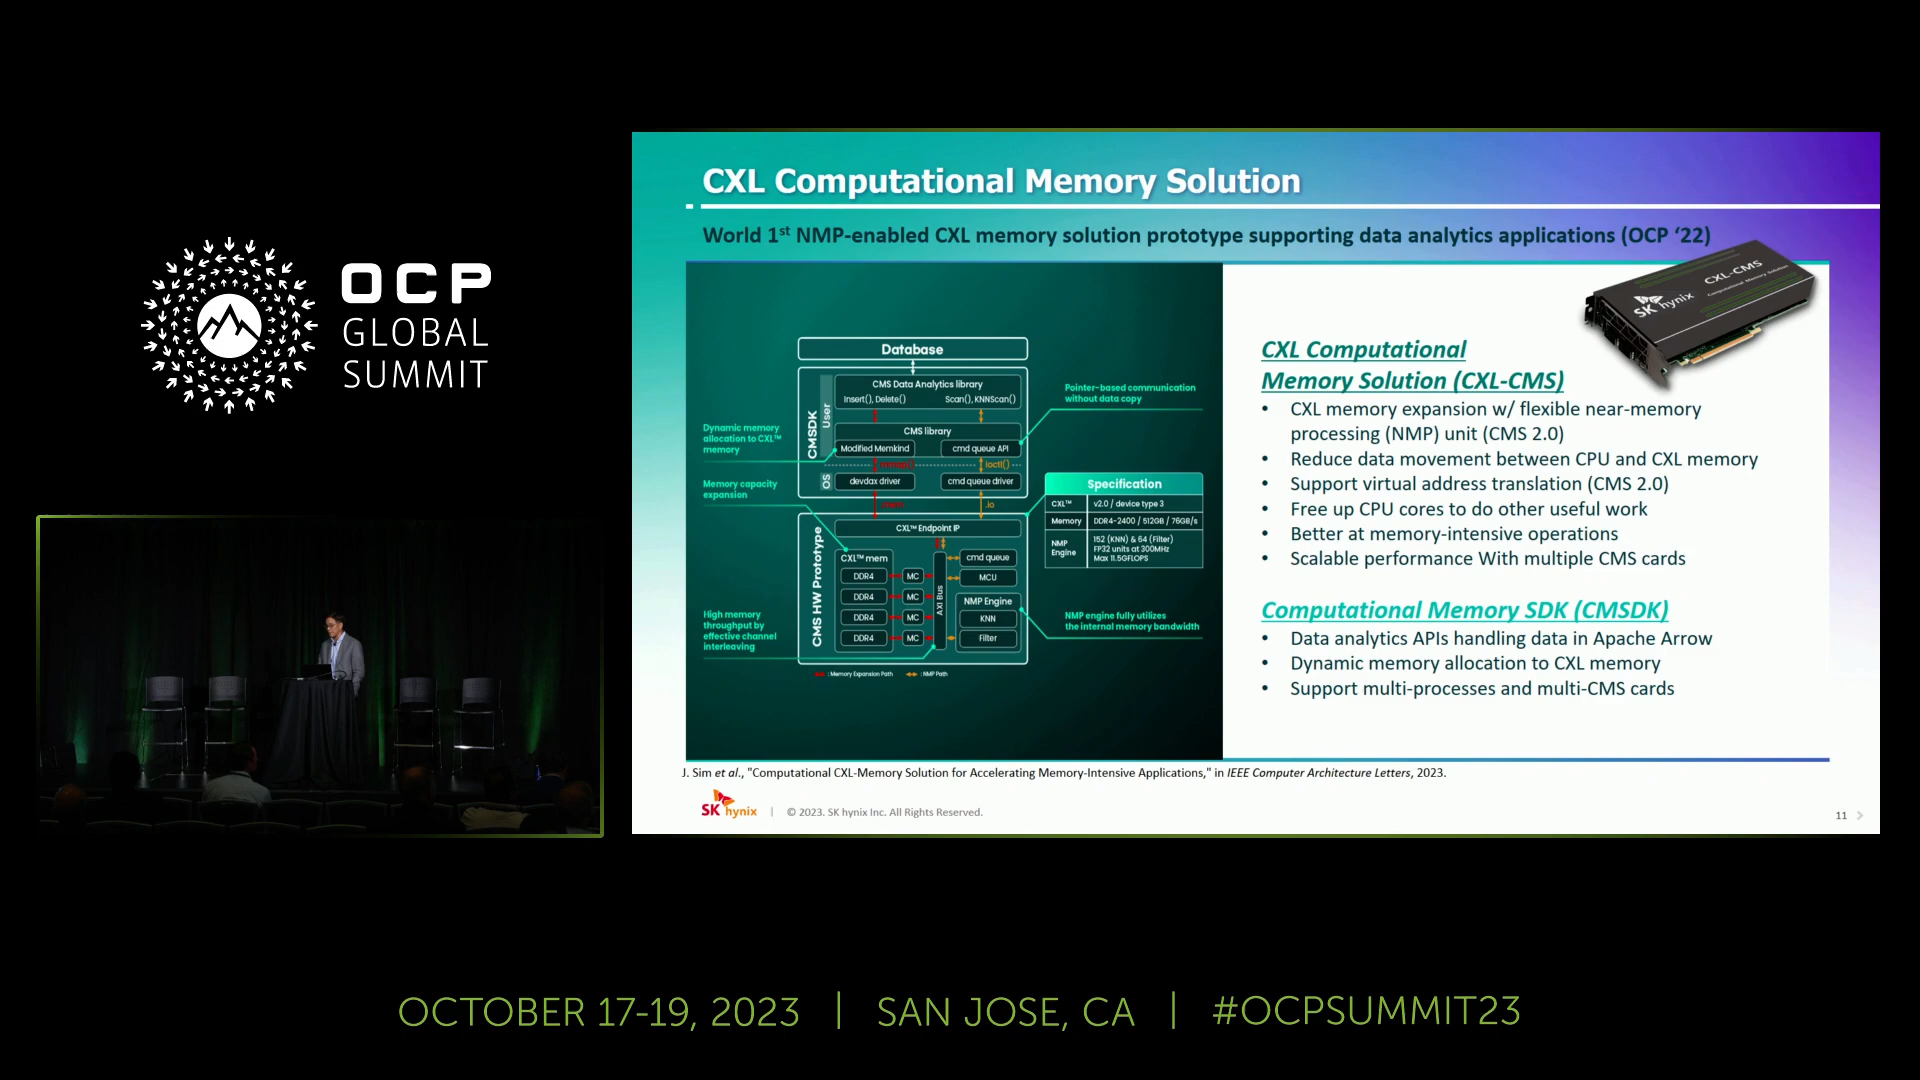 OCP
GLOBAL
SUMMIT
CXL Computational Memory Solution
World 1st NMP-enabled CXL memory solution prototype supporting data analytics applications (OCP ‘22)
Database
CMSDK
User
CMS Data Analytics library
Insert(), Delete()
Scan(), KNNScan()
CMS library
Modified Memkind
cmd queue API
ioctl()
OS
devdax driver
cmd queue driver
.io
CMS HW Prototype
CXL™ Endpoint IP
CXL™ mem
DDR4
MC
DDR4
MC
DDR4
MC
DDR4
MC
AXI Bus
cmd queue
MCU
NMP Engine
KNN
Filter
: Memory Expansion Path
: NMP Path
Dynamic memory
allocation to CXL™
memory
Memory capacity
expansion
High memory
throughput by
effective channel
interleaving
Pointer-based communication
without data copy
Specification
CXL™ v2.0 / device type 3
Memory DDR4-2400 / 512GB / 76GB/s
NMP
Engine
152 (KNN) & 64 (Filter)
FP32 units at 300MHz
Max 11.5GFLOPS
NMP engine fully utilizes
the internal memory bandwidth
SK hynix
CXL-CMS
Computational Memory Solution
CXL Computational
Memory Solution (CXL-CMS)
• CXL memory expansion w/ flexible near-memory
processing (NMP) unit (CMS 2.0)
• Reduce data movement between CPU and CXL memory
• Support virtual address translation (CMS 2.0)
• Free up CPU cores to do other useful work
• Better at memory-intensive operations
• Scalable performance With multiple CMS cards
Computational Memory SDK (CMSDK)
• Data analytics APIs handling data in Apache Arrow
• Dynamic memory allocation to CXL memory
• Support multi-processes and multi-CMS cards
J. Sim et al., "Computational CXL-Memory Solution for Accelerating Memory-Intensive Applications," in IEEE Computer Architecture Letters, 2023.
SK hynix | © 2023. SK hynix Inc. All Rights Reserved.
11
OCTOBER 17-19, 2023 | SAN JOSE, CA | #OCPSUMMIT23